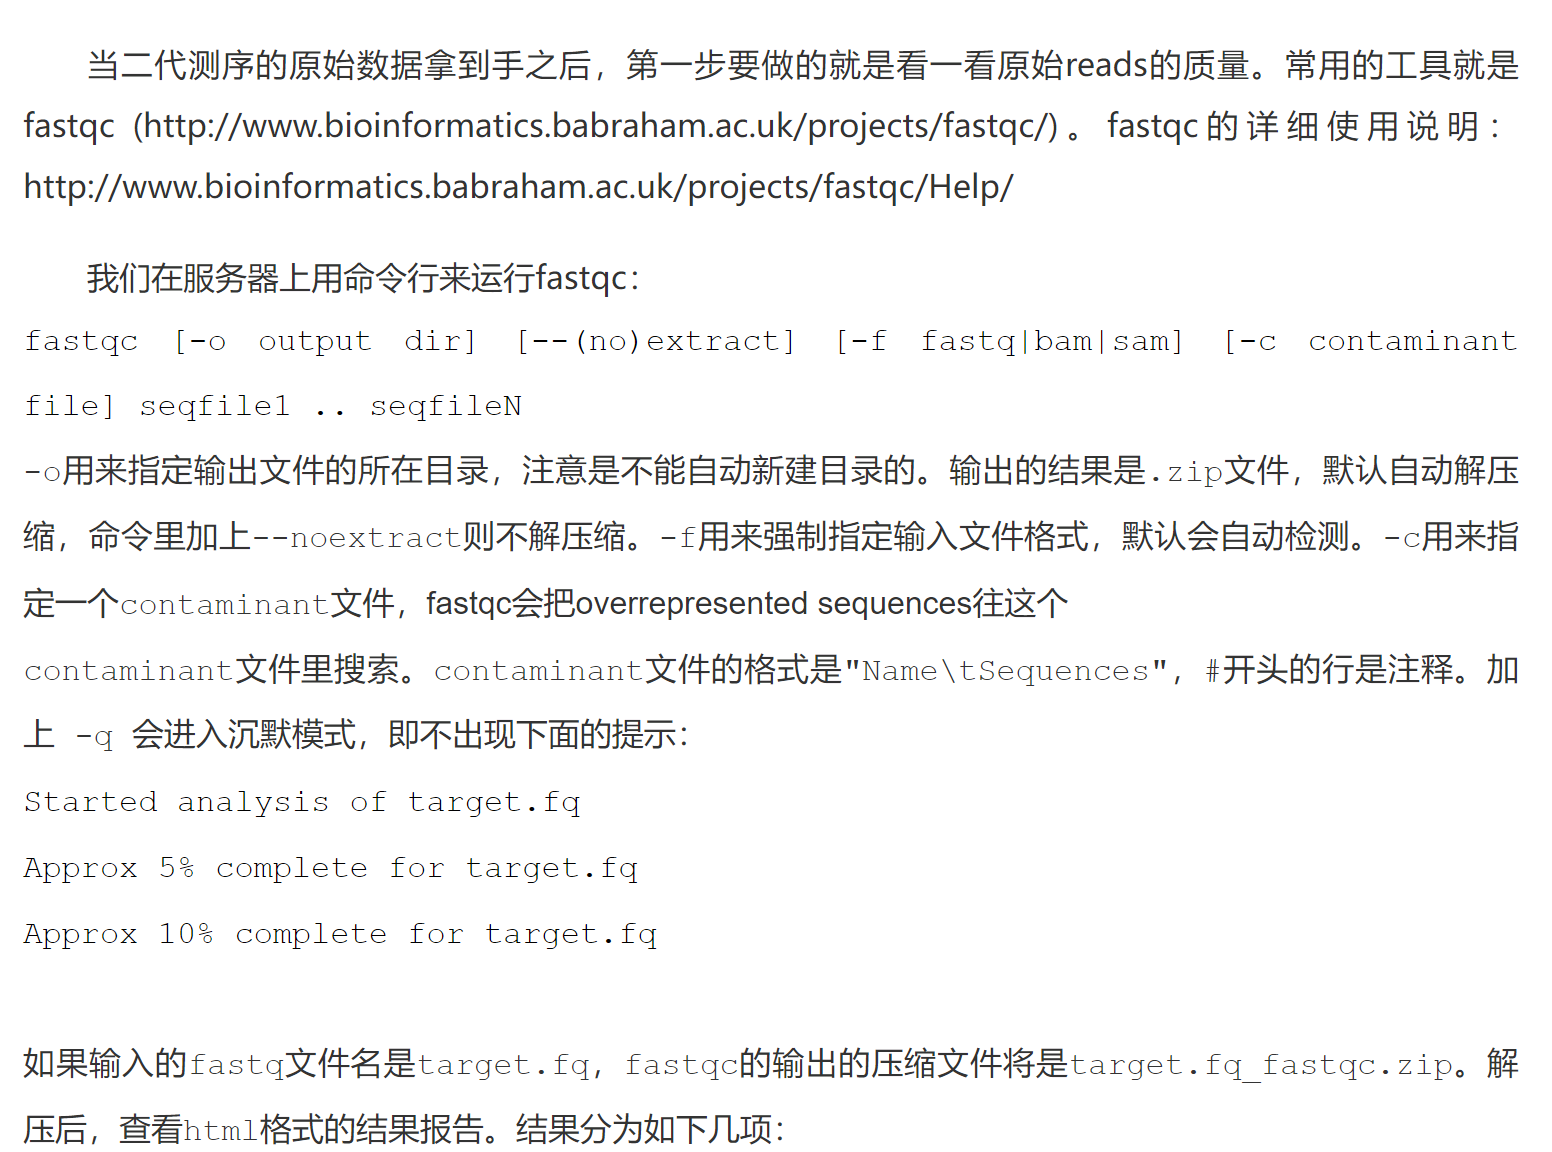 当二代测序的原始数据拿到手之后，第一步要做的就是看一看原始reads的质量。常用的工具就是
fastqc (http://www.bioinformatics.babraham.ac.uk/projects/fastqc/)。fastqc的详细使用说明：
http://www.bioinformatics.babraham.ac.uk/projects/fastqc/Help/
我们在服务器上用命令行来运行fastqc：
fastqc [-o output dir] [--(no)extract] [-f fastq|bam|sam] [-c contaminant
file] seqfile1 .. seqfileN
-o用来指定输出文件的所在目录，注意是不能自动新建目录的。输出的结果是.zip文件，默认自动解压
缩，命令里加上--noextract则不解压缩。-f用来强制指定输入文件格式，默认会自动检测。-c用来指
定一个contaminant文件，fastqc会把overrepresented sequences往这个
contaminant文件里搜索。contaminant文件的格式是"Name\tSequences"，#开头的行是注释。加
上 -q 会进入沉默模式，即不出现下面的提示：
Started analysis of target.fq
Approx 5% complete for target.fq
Approx 10% complete for target.fq
如果输入的fastq文件名是target.fq，fastqc的输出的压缩文件将是target.fq_fastqc.zip。解
压后，查看html格式的结果报告。结果分为如下几项：